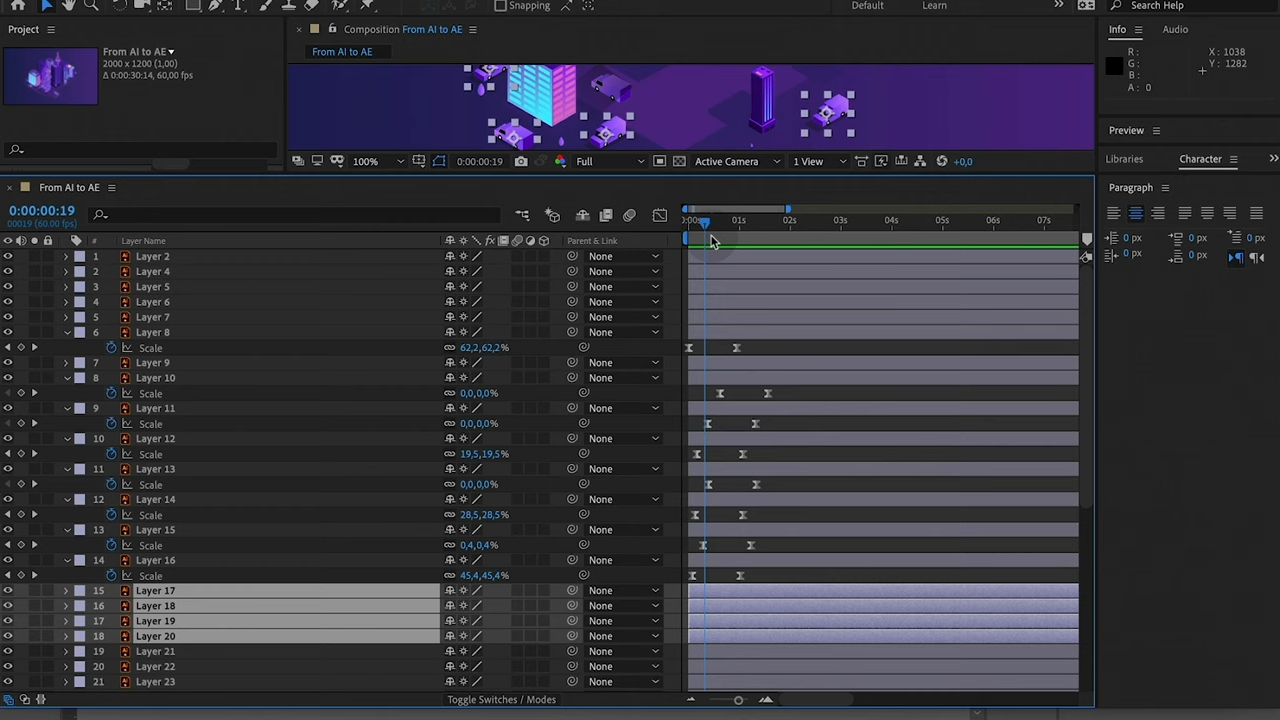 Snapping
Default
Learn
Search Help
Project
Composition From AI to AE
Info
Audio
From AI to AE
2000 x 1200 (1,00)
Δ 0:00:30:14, 60,00 fps
From AI to AE
R:
G:
B:
A: 0
X: 1038
Y: 1282
Preview
100%
0:00:00:19
Full
Active Camera
1 View
+0,0
Libraries
Character
From AI to AE
Paragraph
0:00:00:19
00019 (60.00 fps)
01s
02s
03s
04s
05s
06s
07s
0 px
0 px
0 px
0 px
0 px
# Layer Name
Parent & Link
1 Layer 2 None
2 Layer 4 None
3 Layer 5 None
4 Layer 6 None
5 Layer 7 None
6 Layer 8 None
Scale 62,2,62,2%
7 Layer 9 None
8 Layer 10 None
Scale 0,0,0,0%
9 Layer 11 None
Scale 0,0,0,0%
10 Layer 12 None
Scale 19,5,19,5%
11 Layer 13 None
Scale 0,0,0,0%
12 Layer 14 None
Scale 28,5,28,5%
13 Layer 15 None
Scale 0,4,0,4%
14 Layer 16 None
Scale 45,4,45,4%
15 Layer 17 None
16 Layer 18 None
17 Layer 19 None
18 Layer 20 None
19 Layer 21 None
20 Layer 22 None
21 Layer 23 None
Toggle Switches / Modes